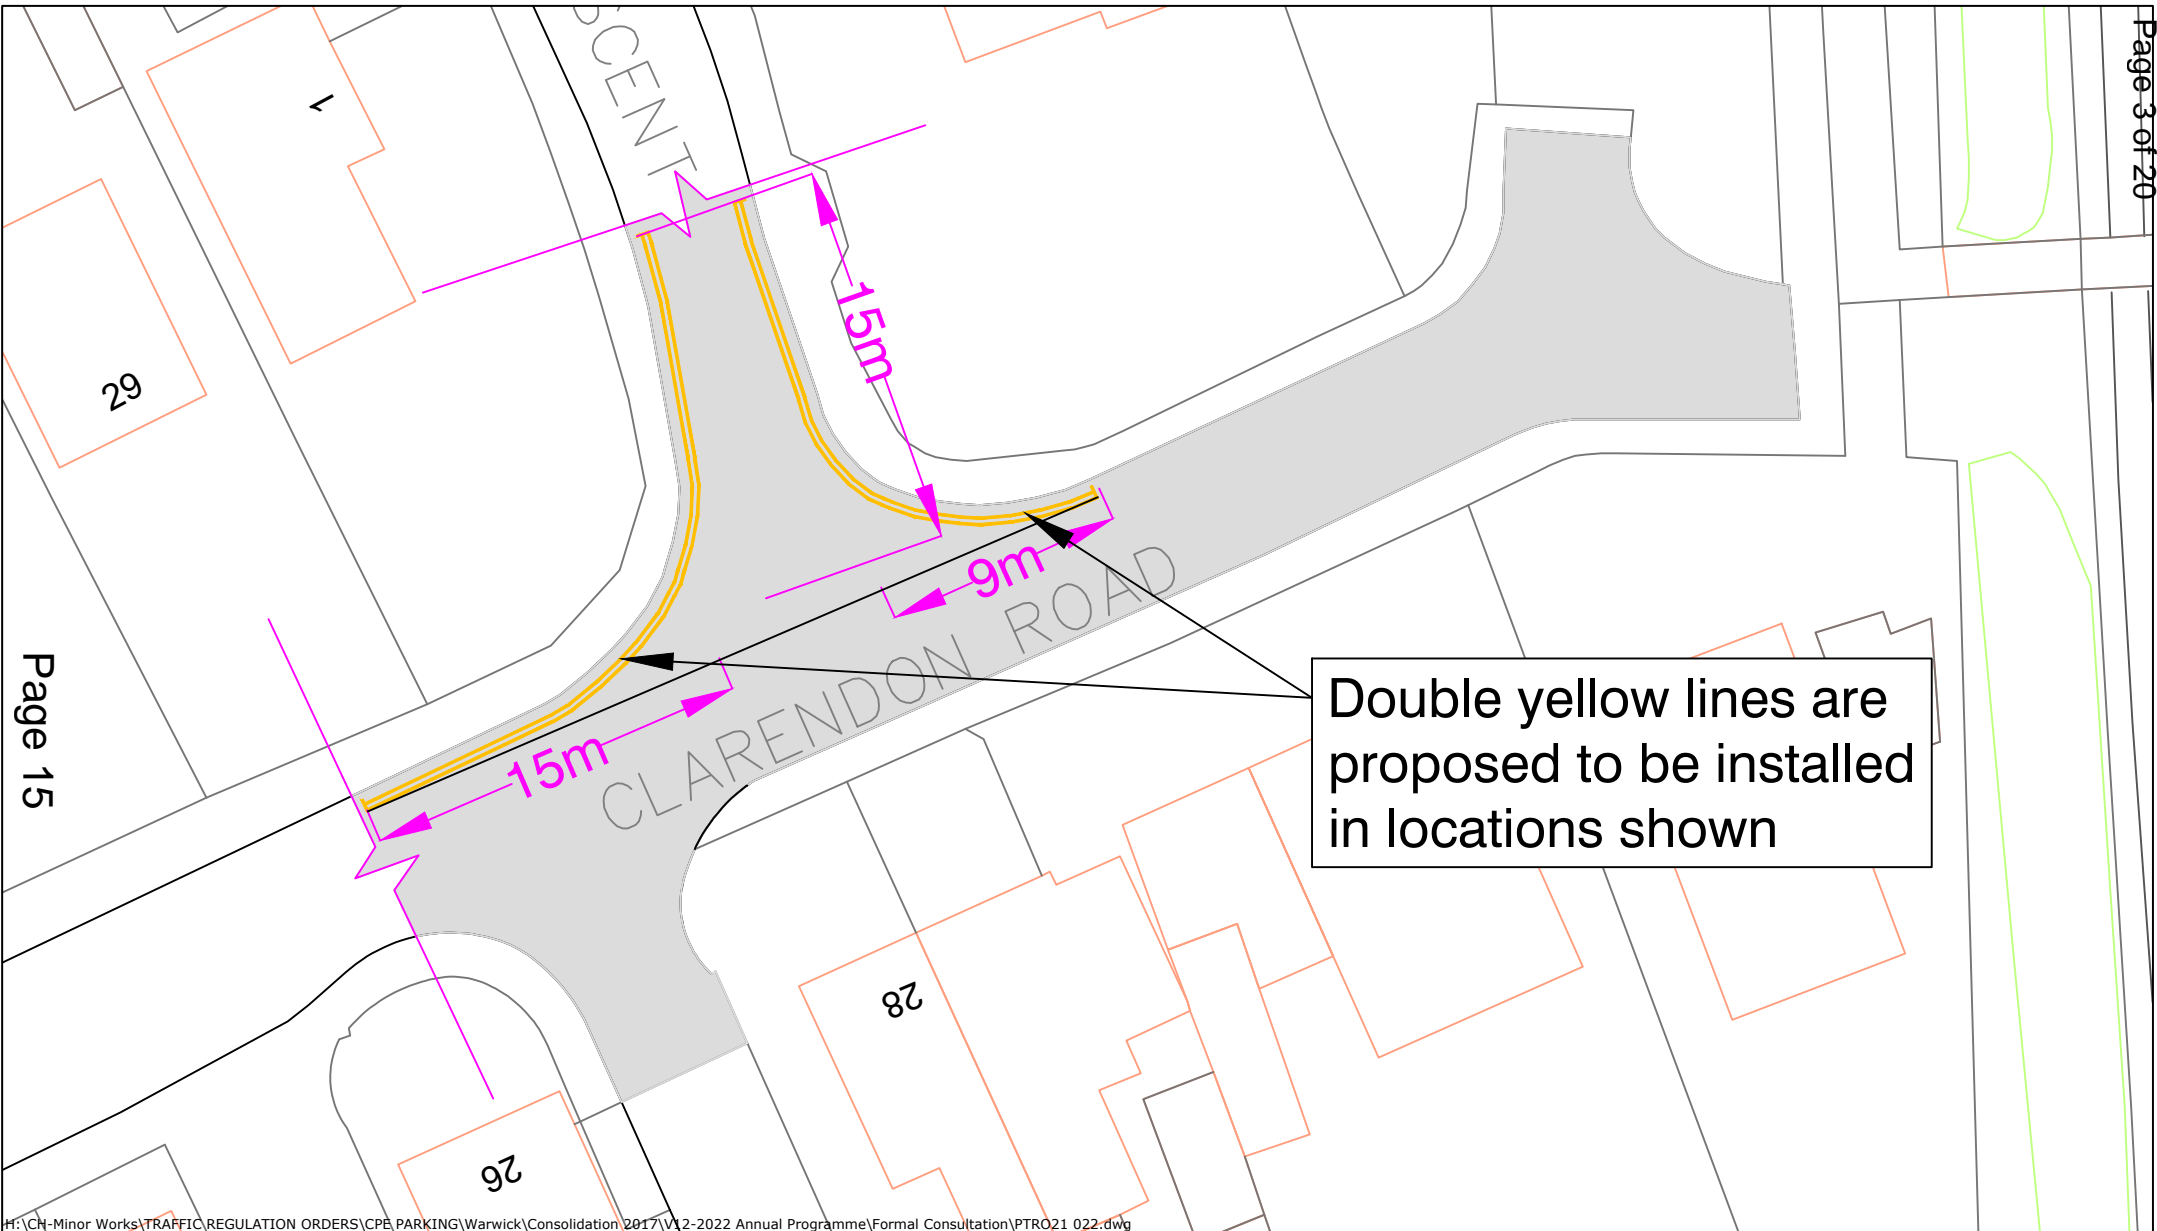 Page 3 of 20
SCENT
1
29
15m
9m
15m
CLARENDON ROAD
Page 15
Double yellow lines are
proposed to be installed
in locations shown
28
26
H:\CH-Minor Works\TRAFFIC REGULATION ORDERS\CPE PARKING\Warwick\Consolidation 2017\V12-2022 Annual Programme\Formal Consultation\PTRO21 022.dwg